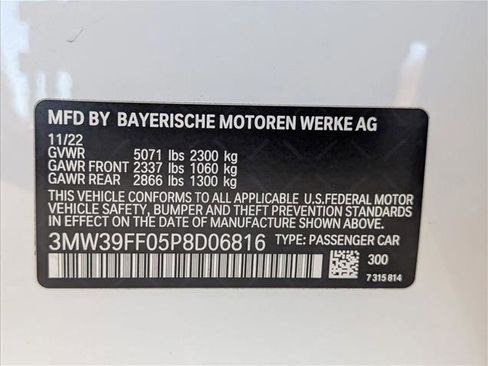 MFD BY BAYERISCHE MOTOREN WERKE AG
11/22
GVWR 5071 lbs 2300 kg
GAWR FRONT 2337 lbs 1060 kg
GAWR REAR 2866 lbs 1300 kg
THIS VEHICLE CONFORMS TO ALL APPLICABLE U.S.FEDERAL MOTOR
VEHICLE SAFETY, BUMPER AND THEFT PREVENTION STANDARDS
IN EFFECT ON THE DATE OF MANUFACTURE SHOWN ABOVE.
3MW39FF05P8D06816 TYPE: PASSENGER CAR
300
7 315 814